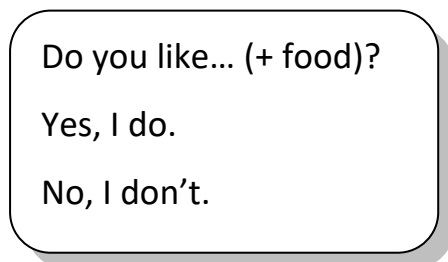 Do you like… (+ food)?
Yes, I do.
No, I don’t.